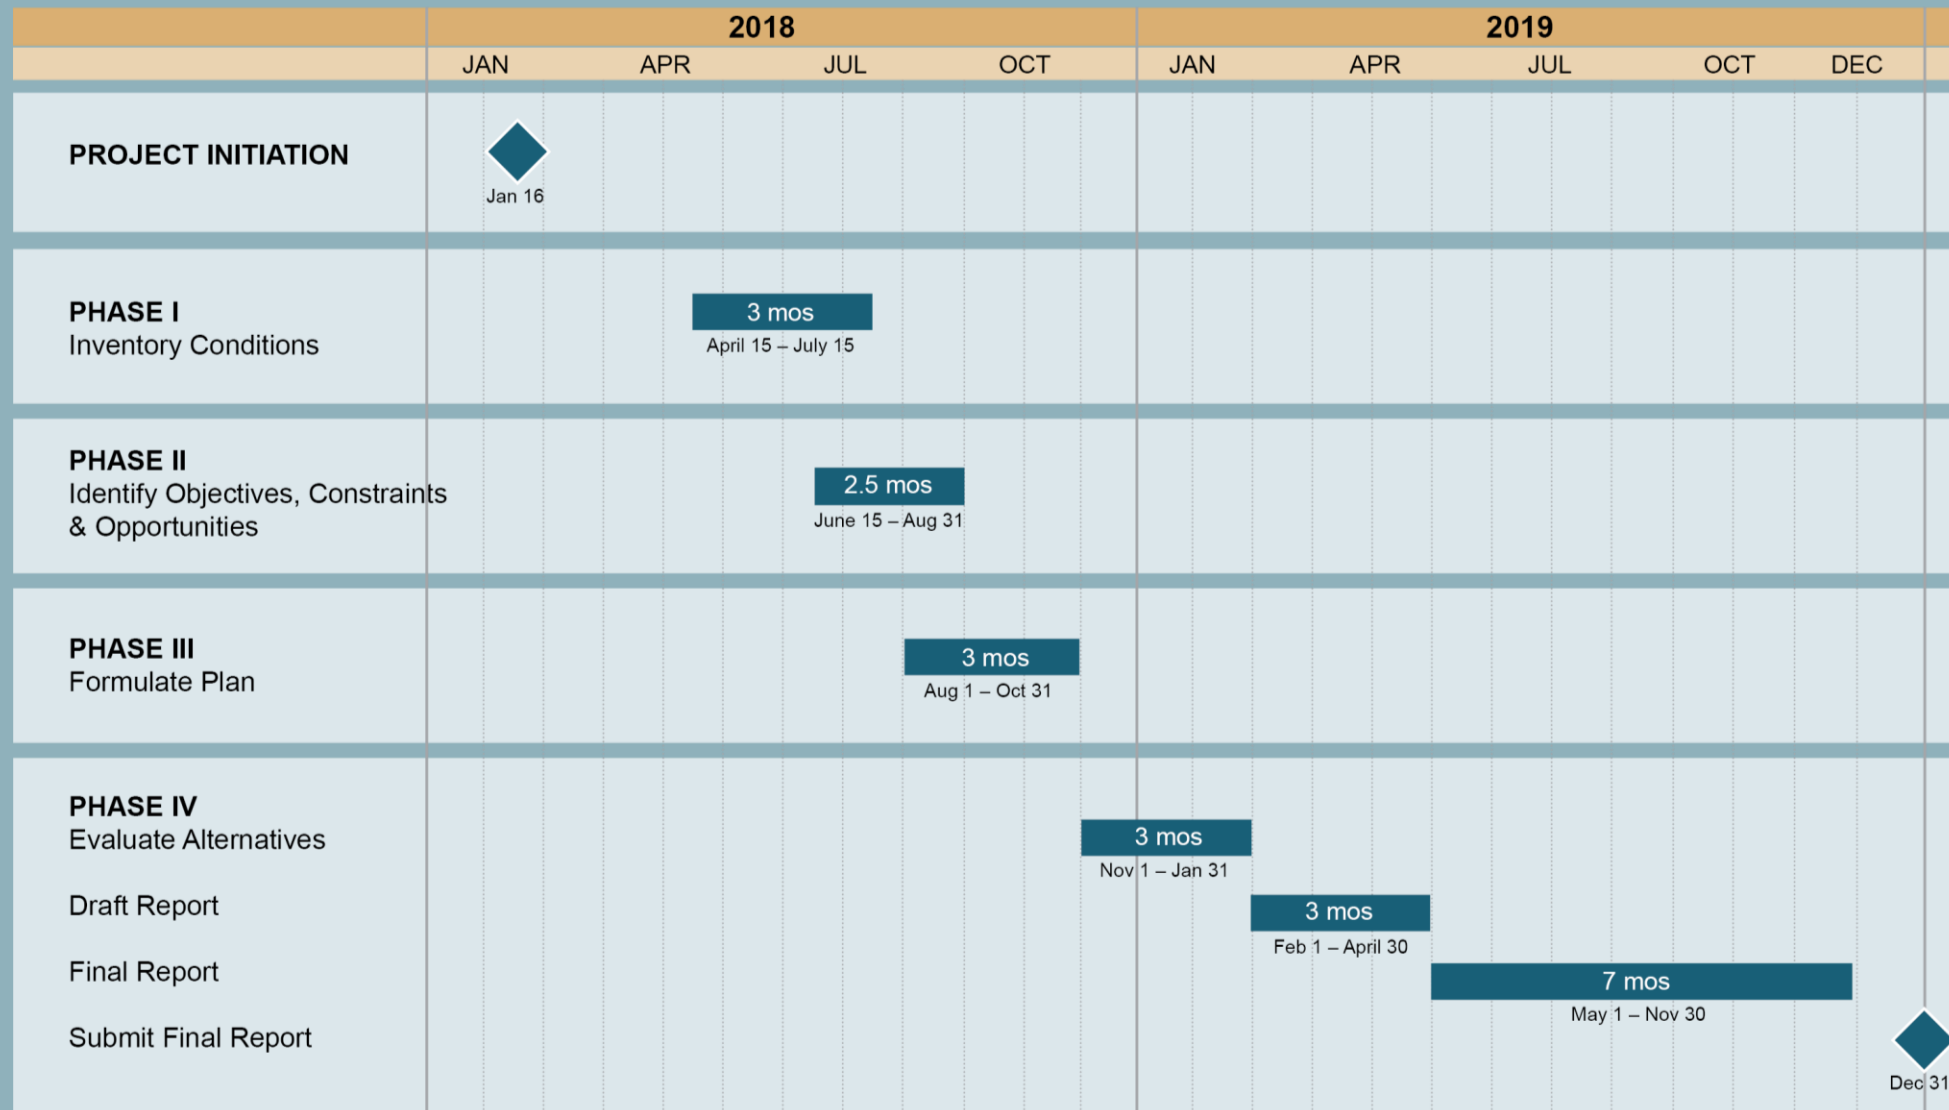 2018 2019
JAN APR JUL OCT JAN APR JUL OCT DEC
PROJECT INITIATION
Jan 16
PHASE I
Inventory Conditions
3 mos
April 15 – July 15
PHASE II
Identify Objectives, Constraints
& Opportunities
2.5 mos
June 15 – Aug 31
PHASE III
Formulate Plan
3 mos
Aug 1 – Oct 31
PHASE IV
Evaluate Alternatives
3 mos
Nov 1 – Jan 31
Draft Report
3 mos
Feb 1 – April 30
Final Report
7 mos
May 1 – Nov 30
Submit Final Report
Dec 31